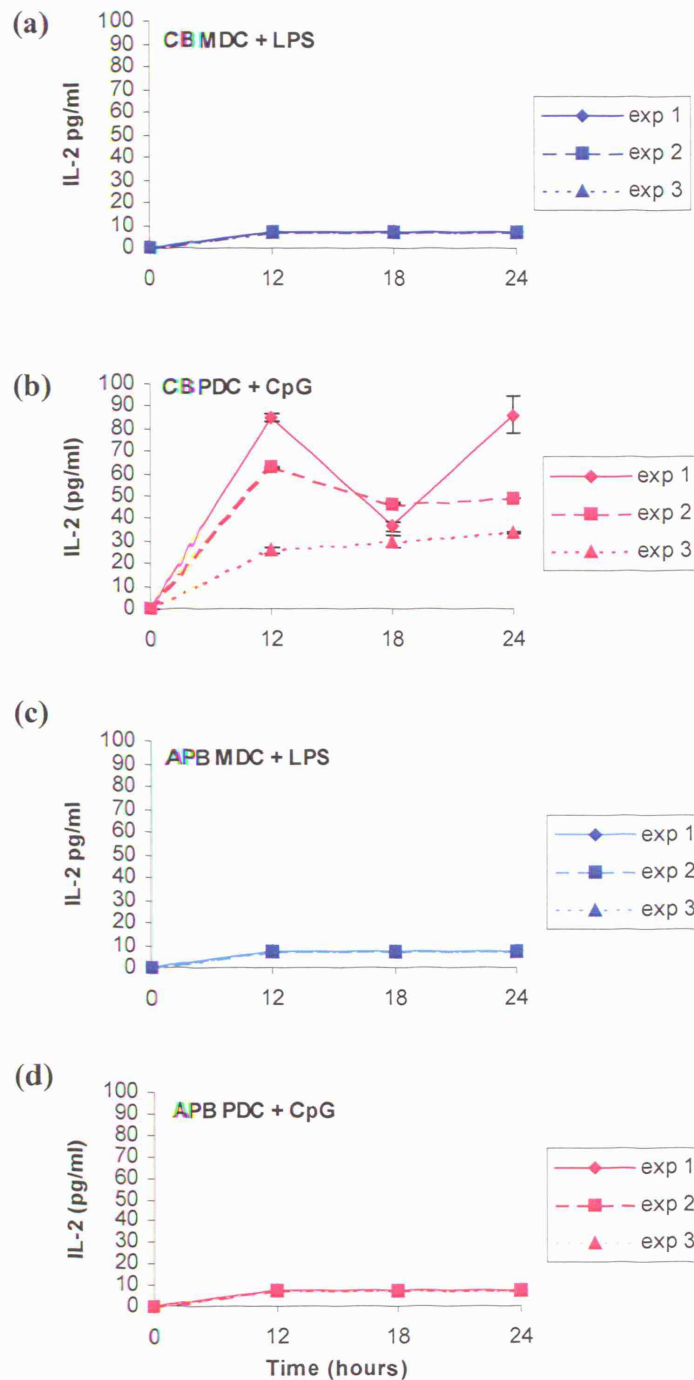 (a)
CB MDC + LPS
IL-2 pg/ml
100
90
80
70
60
50
40
30
20
10
0
0 12 18 24
exp 1
exp 2
exp 3
(b)
CB PDC + CpG
IL-2 (pg/ml)
100
90
80
70
60
50
40
30
20
10
0
0 12 18 24
exp 1
exp 2
exp 3
(c)
APB MDC + LPS
IL-2 pg/ml
100
90
80
70
60
50
40
30
20
10
0
0 12 18 24
exp 1
exp 2
exp 3
(d)
APB PDC + CpG
IL-2 (pg/ml)
100
90
80
70
60
50
40
30
20
10
0
0 12 18 24
Time (hours)
exp 1
exp 2
exp 3